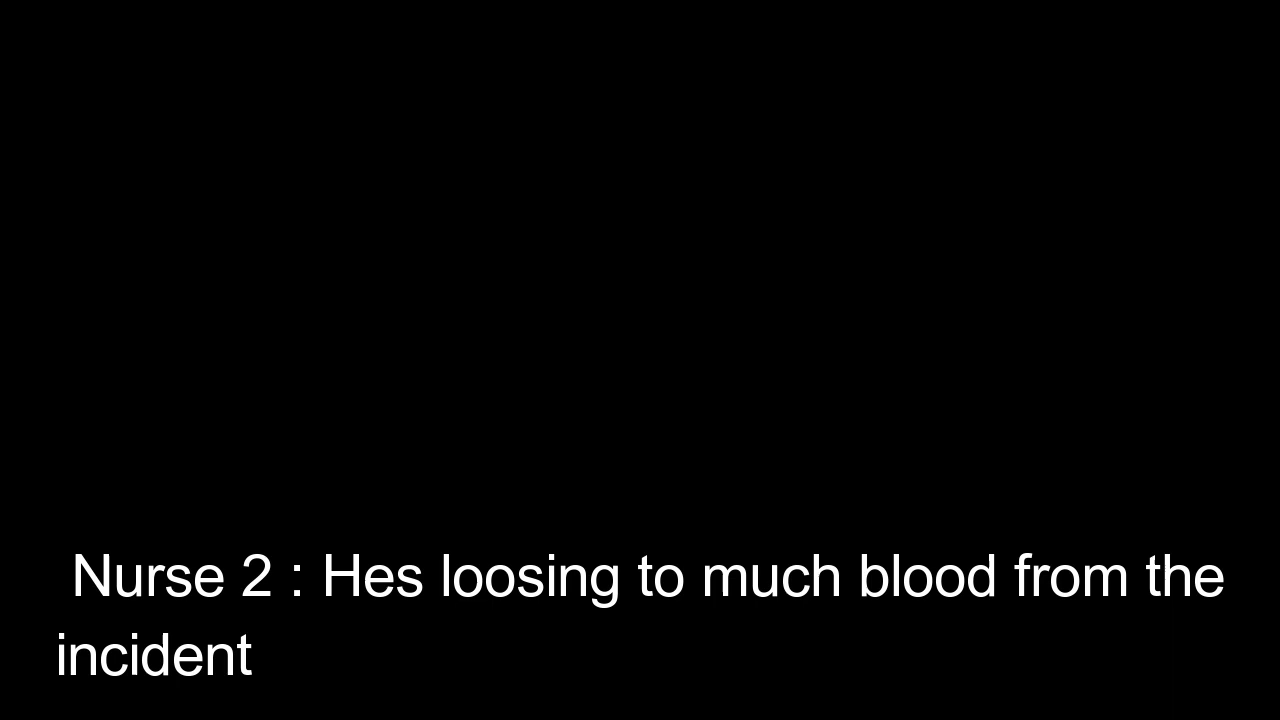 Nurse 2 : Hes loosing to much blood from the
incident